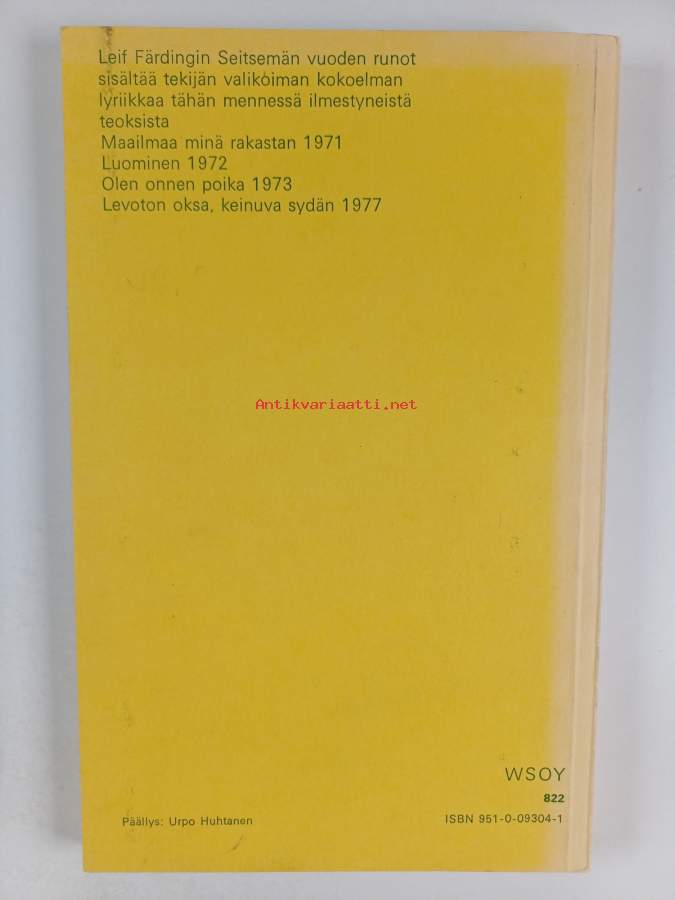 Leif Färdingin Seitsemän vuoden runot
sisältää tekijän valikoiman kokoelman
lyriikkaa tähän mennessä ilmestyneistä
teoksista
Maailmaa minä rakastan 1971
Luominen 1972
Olen onnen poika 1973
Levoton oksa, keinuva sydän 1977
Antikvariaatti.net
WSOY
822
Päällys: Urpo Huhtanen
ISBN 951-0-09304-1